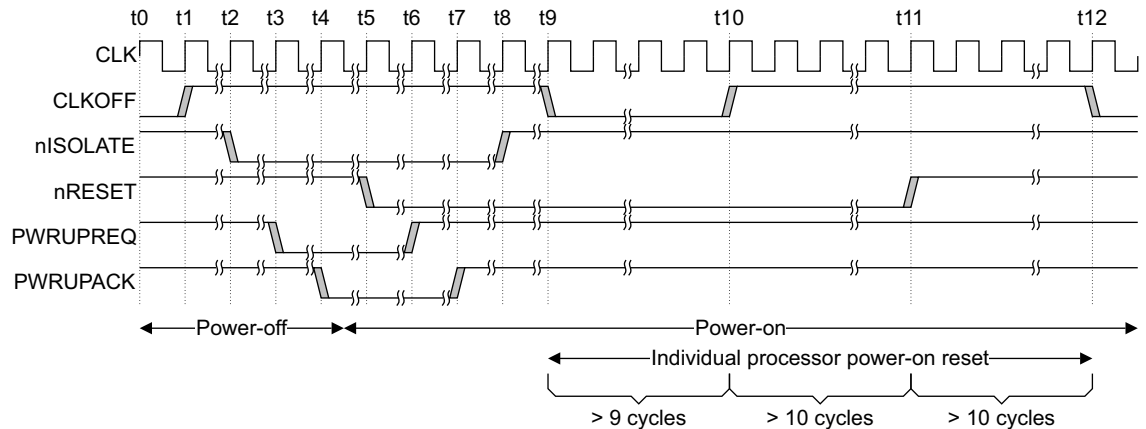 t0 t1 t2 t3 t4 t5 t6 t7 t8 t9 t10 t11 t12
CLK
CLKOFF
nISOLATE
nRESET
PWRUPREQ
PWRUPACK
Power-off Power-on
Individual processor power-on reset
> 9 cycles > 10 cycles > 10 cycles